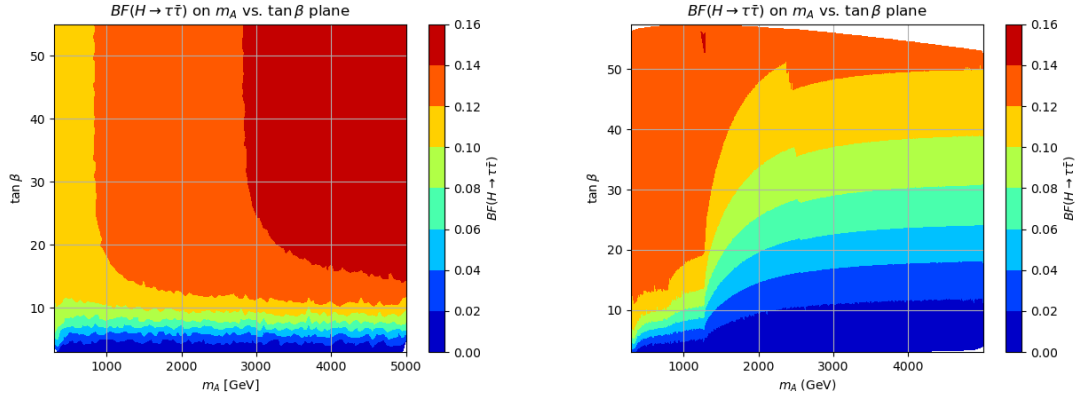 BF(H → ττ̄) on m_A vs. tan β plane
50
40
30
20
10
tan β
1000 2000 3000 4000 5000
m_A [GeV]
0.16
0.14
0.12
0.10
0.08
0.06
0.04
0.02
0.00
BF(H → ττ̄)
BF(H → ττ̄) on m_A vs. tan β plane
50
40
30
20
10
tan β
1000 2000 3000 4000
m_A (GeV)
0.16
0.14
0.12
0.10
0.08
0.06
0.04
0.02
0.00
BF(H → ττ̄)